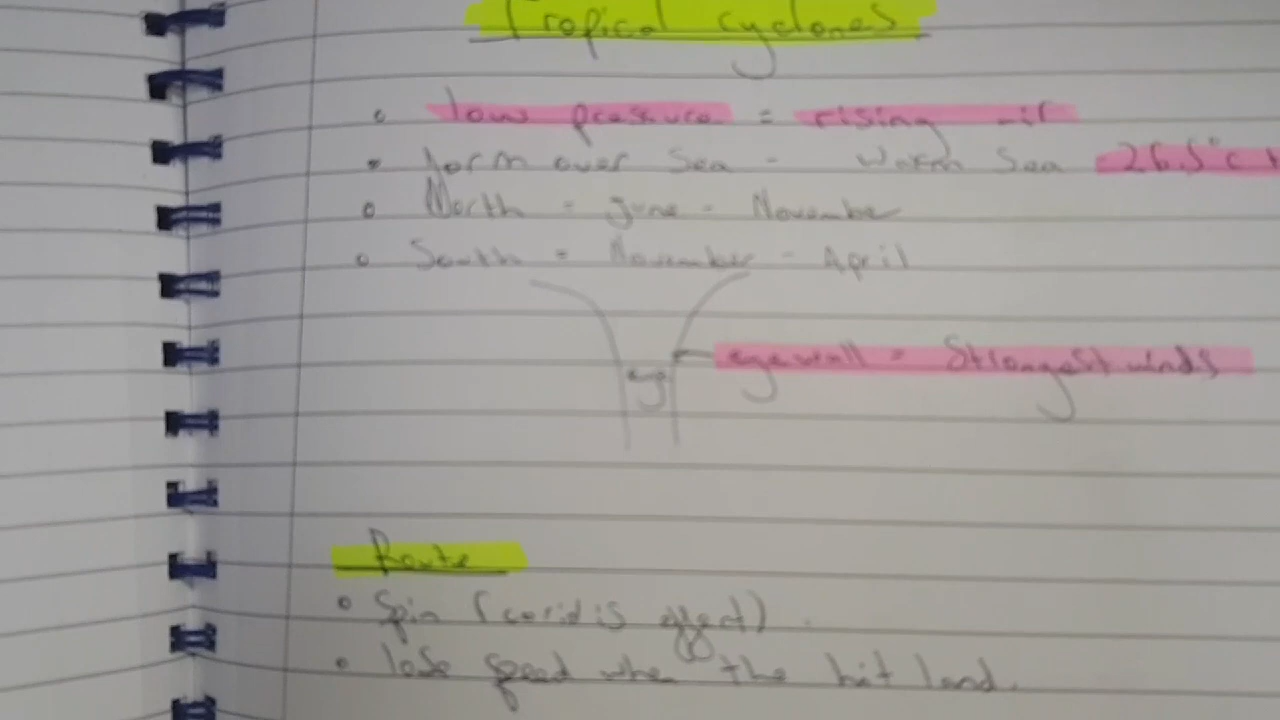 Tropical cyclones
• low pressure = rising air
• form over Sea - Warm Sea 26.5°C +
• North - June - November
• South = November - April
eyewall = Strongest winds
eye
Route
• Spin (coriolis effect)
• lose speed when the hit land.